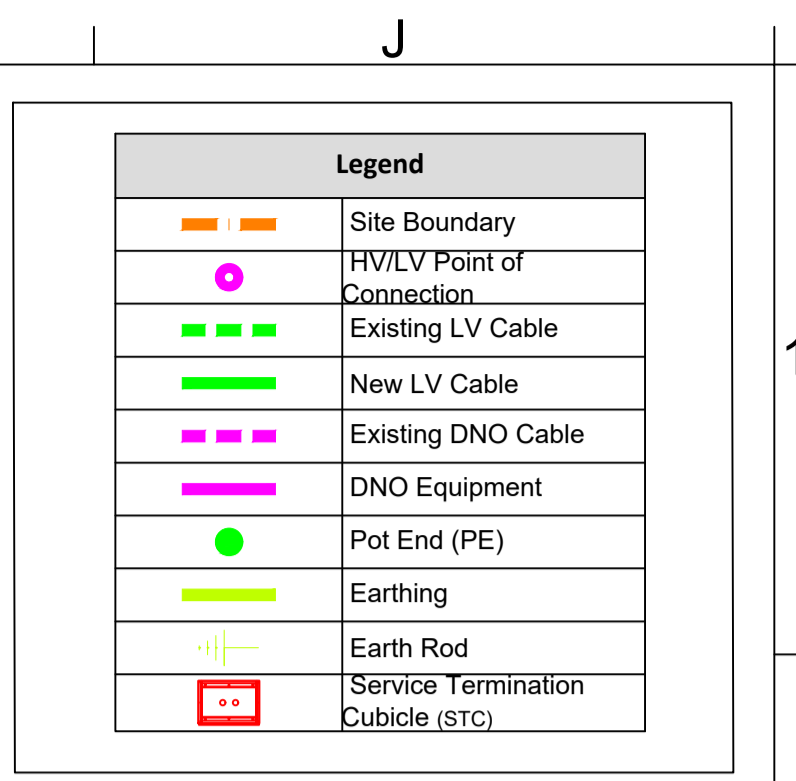 J
Legend
Site Boundary
HV/LV Point of
Connection
Existing LV Cable
New LV Cable
Existing DNO Cable
DNO Equipment
Pot End (PE)
Earthing
Earth Rod
Service Termination
Cubicle (STC)